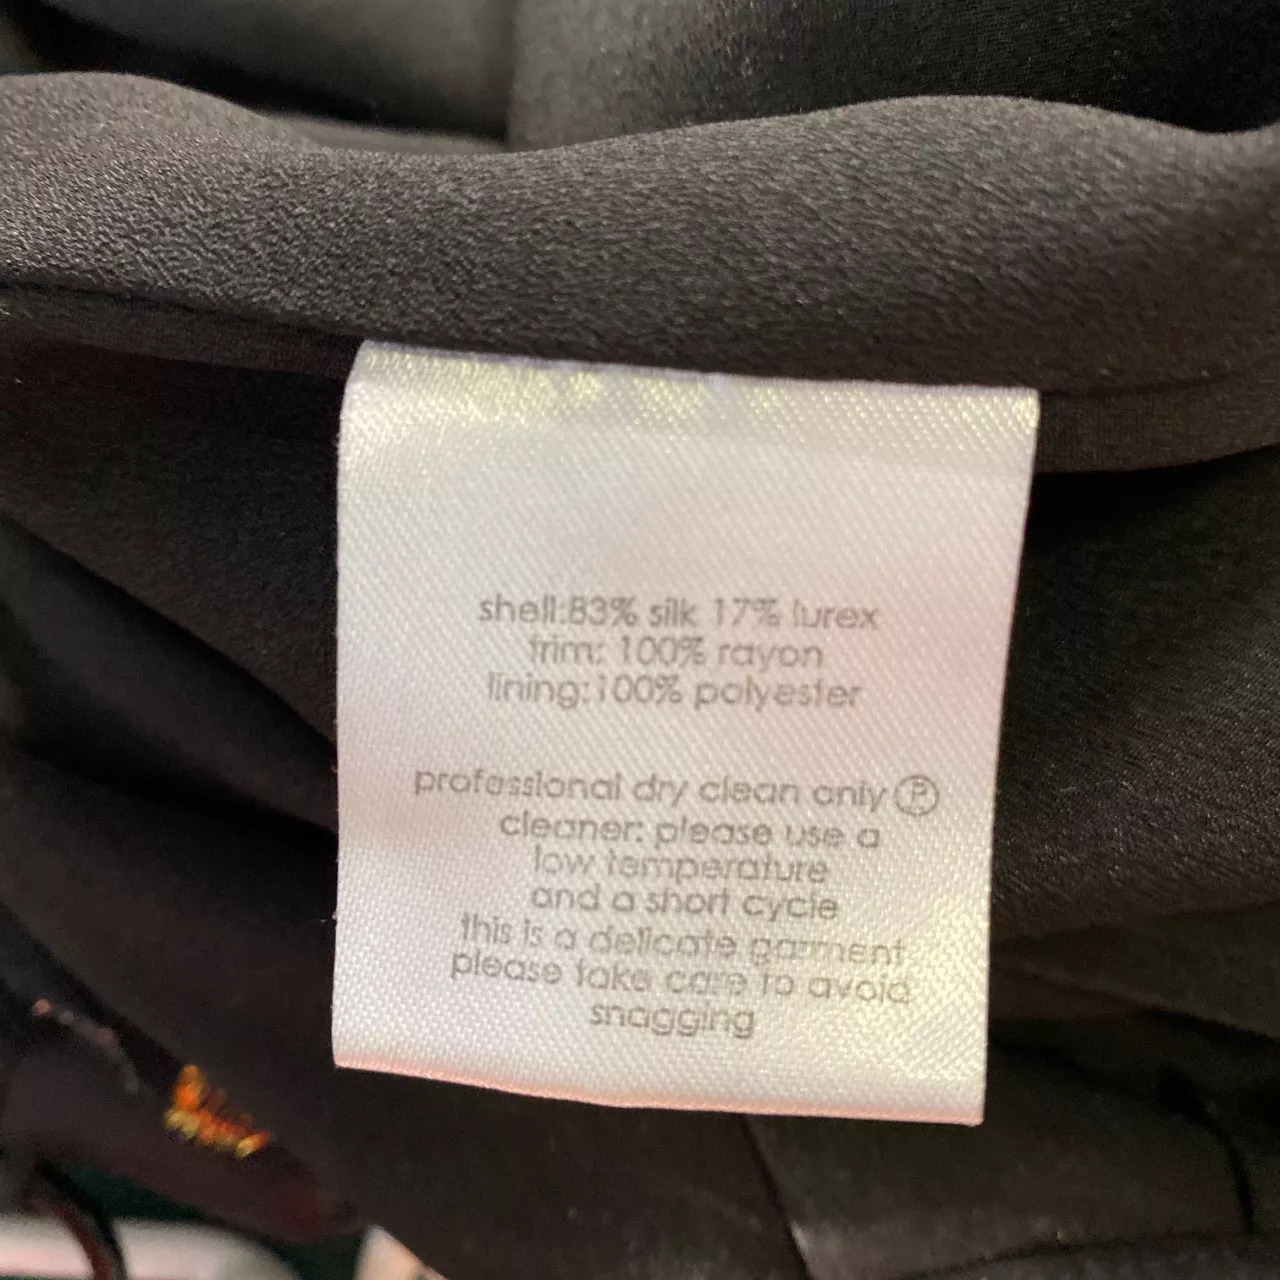 shell:83% silk 17% lurex
trim: 100% rayon
lining:100% polyester
professional dry clean only Ⓟ
cleaner: please use a
low temperature
and a short cycle
this is a delicate garment
please take care to avoid
snagging